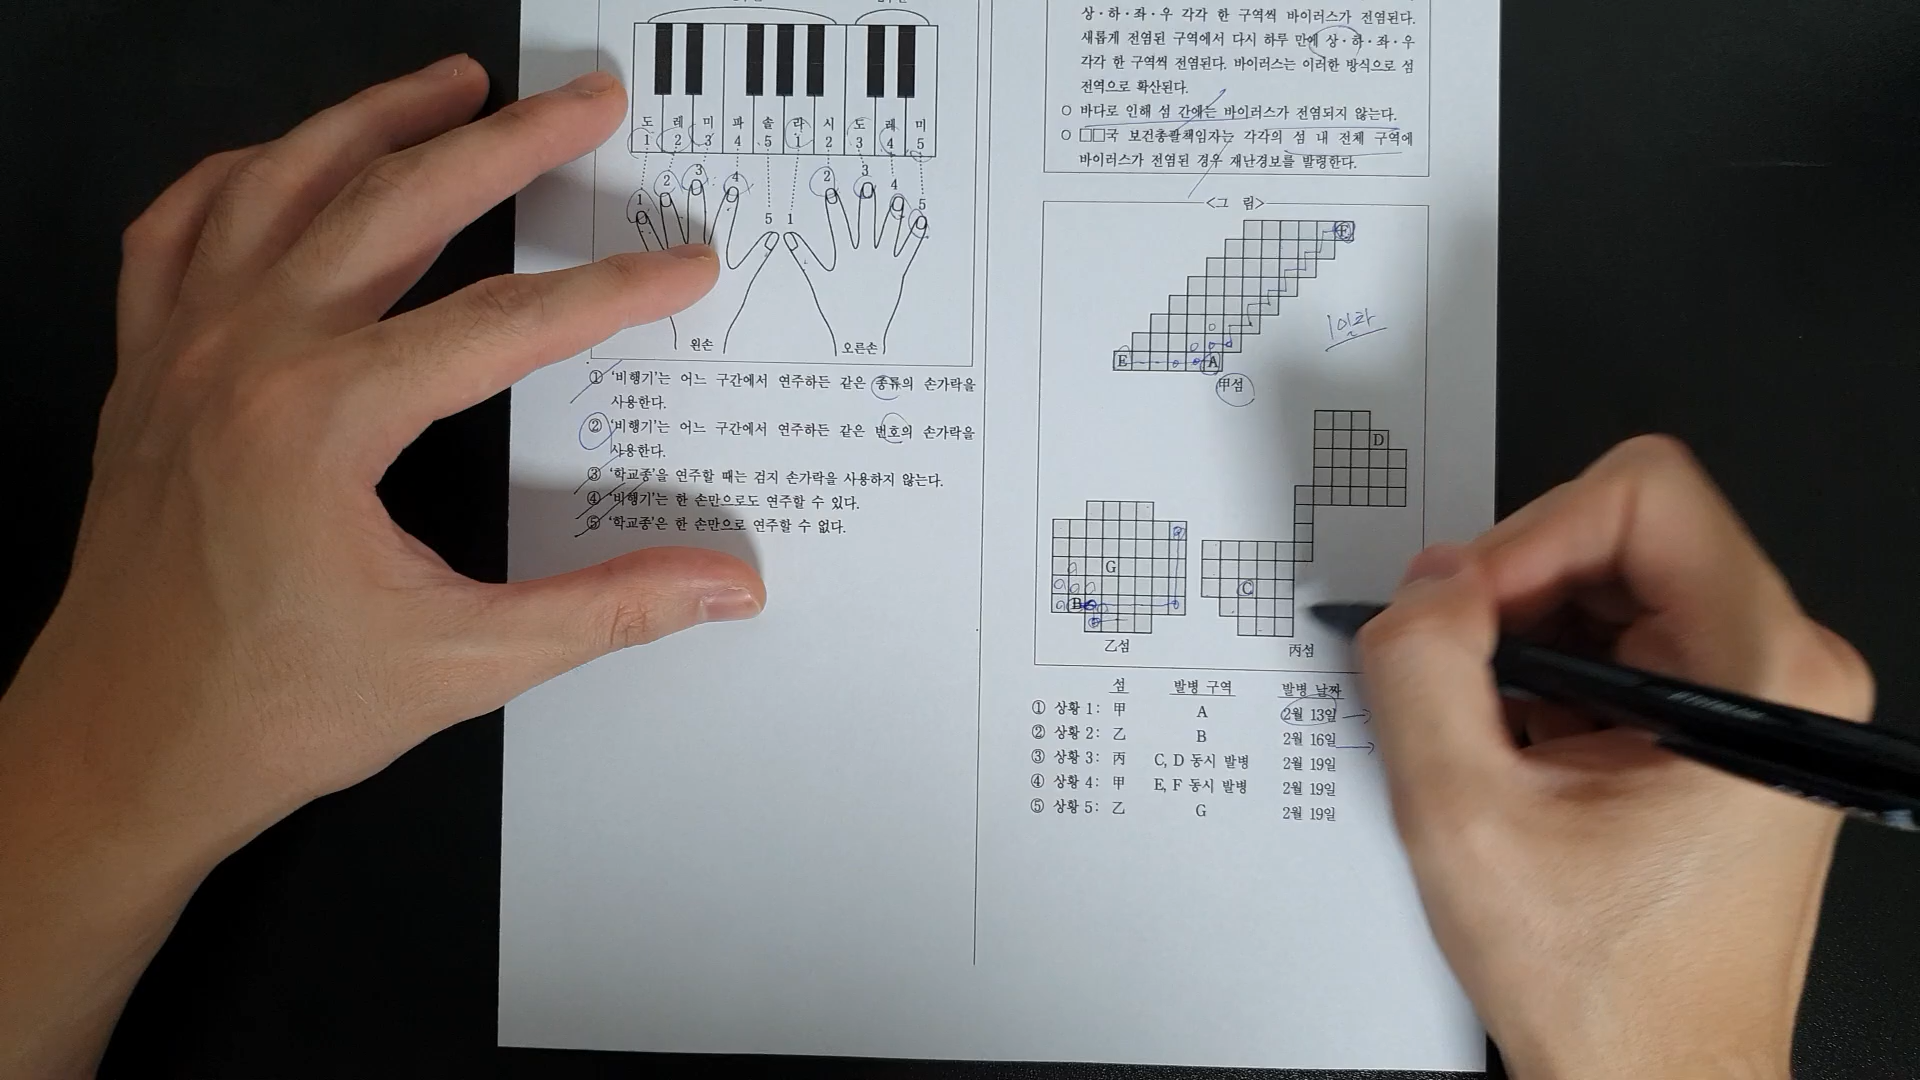 도 레 미 파 솔 라 시 도 레 미
1 2 3 4 5 1 2 3 4 5
1 2 3 4 5 1 2 3 4 5
왼손 오른손
① '비행기'는 어느 구간에서 연주하든 같은 종류의 손가락을
사용한다.
② '비행기'는 어느 구간에서 연주하든 같은 번호의 손가락을
사용한다.
③ '학교종'을 연주할 때는 검지 손가락을 사용하지 않는다.
④ '비행기'는 한 손만으로도 연주할 수 있다.
⑤ '학교종'은 한 손만으로 연주할 수 없다.
상·하·좌·우 각각 한 구역씩 바이러스가 전염된다.
새롭게 전염된 구역에서 다시 하루 만에 상·하·좌·우
각각 한 구역씩 전염된다. 바이러스는 이러한 방식으로 섬
전역으로 확산된다.
○ 바다로 인해 섬 간에는 바이러스가 전염되지 않는다.
○ □□국 보건총괄책임자는 각각의 섬 내 전체 구역에
바이러스가 전염된 경우 재난경보를 발령한다.
<그 림>
F
1일차
E A
甲섬
D
G
C
B
乙섬 丙섬
섬 발병 구역 발병 날짜
① 상황 1: 甲 A 2월 13일
② 상황 2: 乙 B 2월 16일
③ 상황 3: 丙 C, D 동시 발병 2월 19일
④ 상황 4: 甲 E, F 동시 발병 2월 19일
⑤ 상황 5: 乙 G 2월 19일